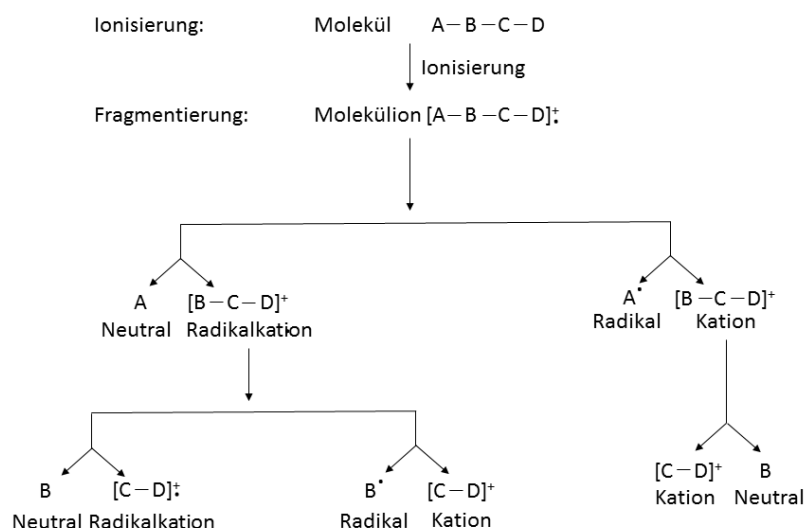 Ionisierung: Molekül A−B−C−D
Ionisierung
Fragmentierung: Molekülion [A−B−C−D]⁺•
A [B−C−D]⁺ A• [B−C−D]⁺
Neutral Radikalkation Radikal Kation
B [C−D]⁺• B• [C−D]⁺ [C−D]⁺ B
Neutral Radikalkation Radikal Kation Kation Neutral